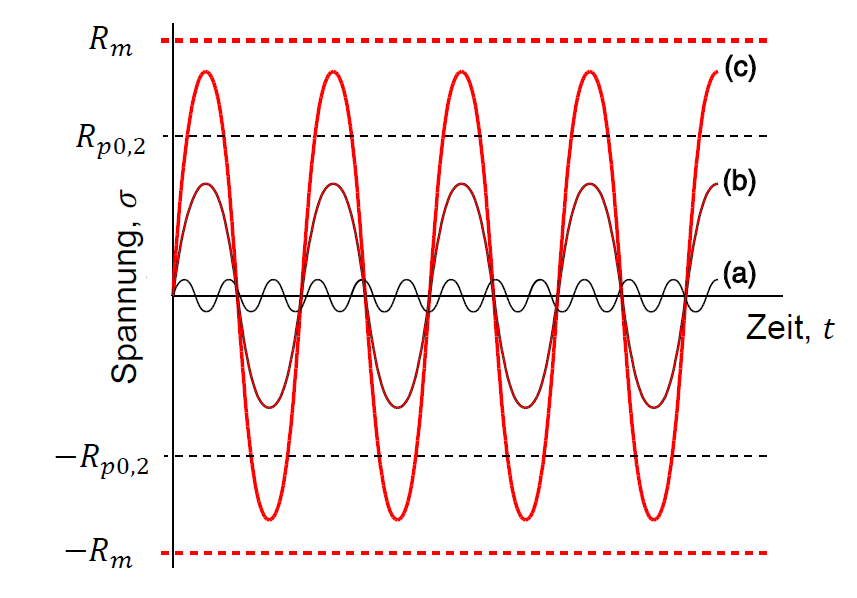 R_m
(c)
R_p0,2
(b)
Spannung, σ
(a)
Zeit, t
−R_p0,2
−R_m